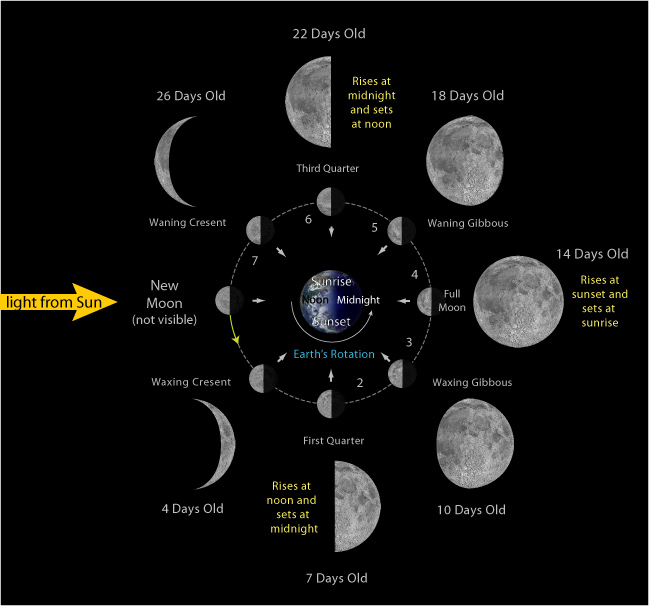 22 Days Old
Rises at
midnight
and sets
at noon
26 Days Old
18 Days Old
Third Quarter
Waning Cresent
Waning Gibbous
6
5
7
4
14 Days Old
Rises at
sunset and
sets at
sunrise
light from Sun
New
Moon
(not visible)
Sunrise
Noon Midnight
Sunset
Full
Moon
Earth's Rotation
3
2
Waxing Cresent
Waxing Gibbous
First Quarter
4 Days Old
Rises at
noon and
sets at
midnight
10 Days Old
7 Days Old